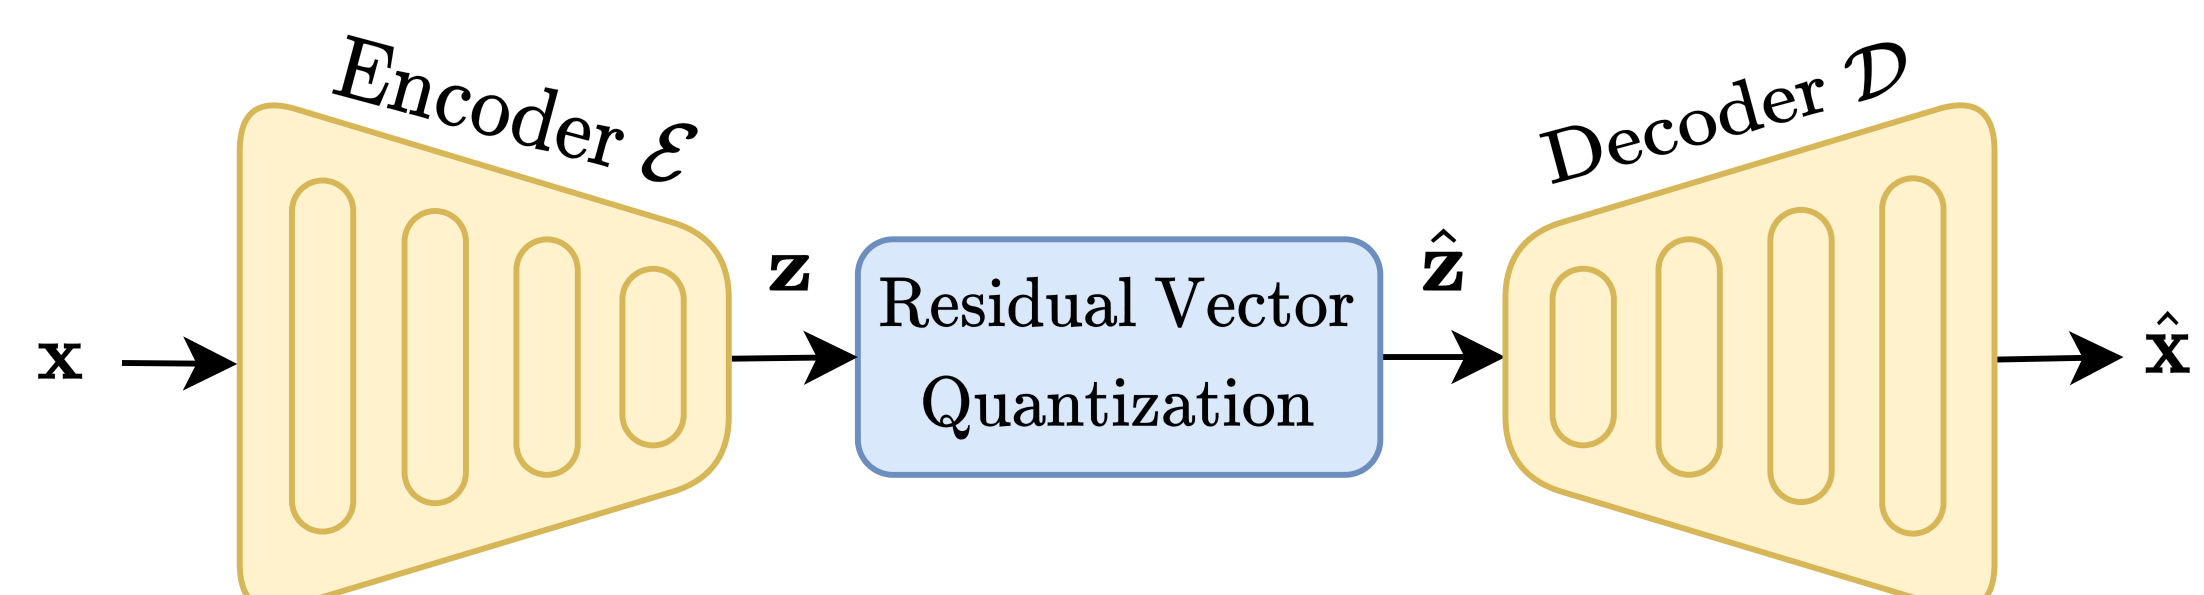 Encoder ℰ
Decoder 𝒟
x
z
Residual Vector
Quantization
ẑ
x̂